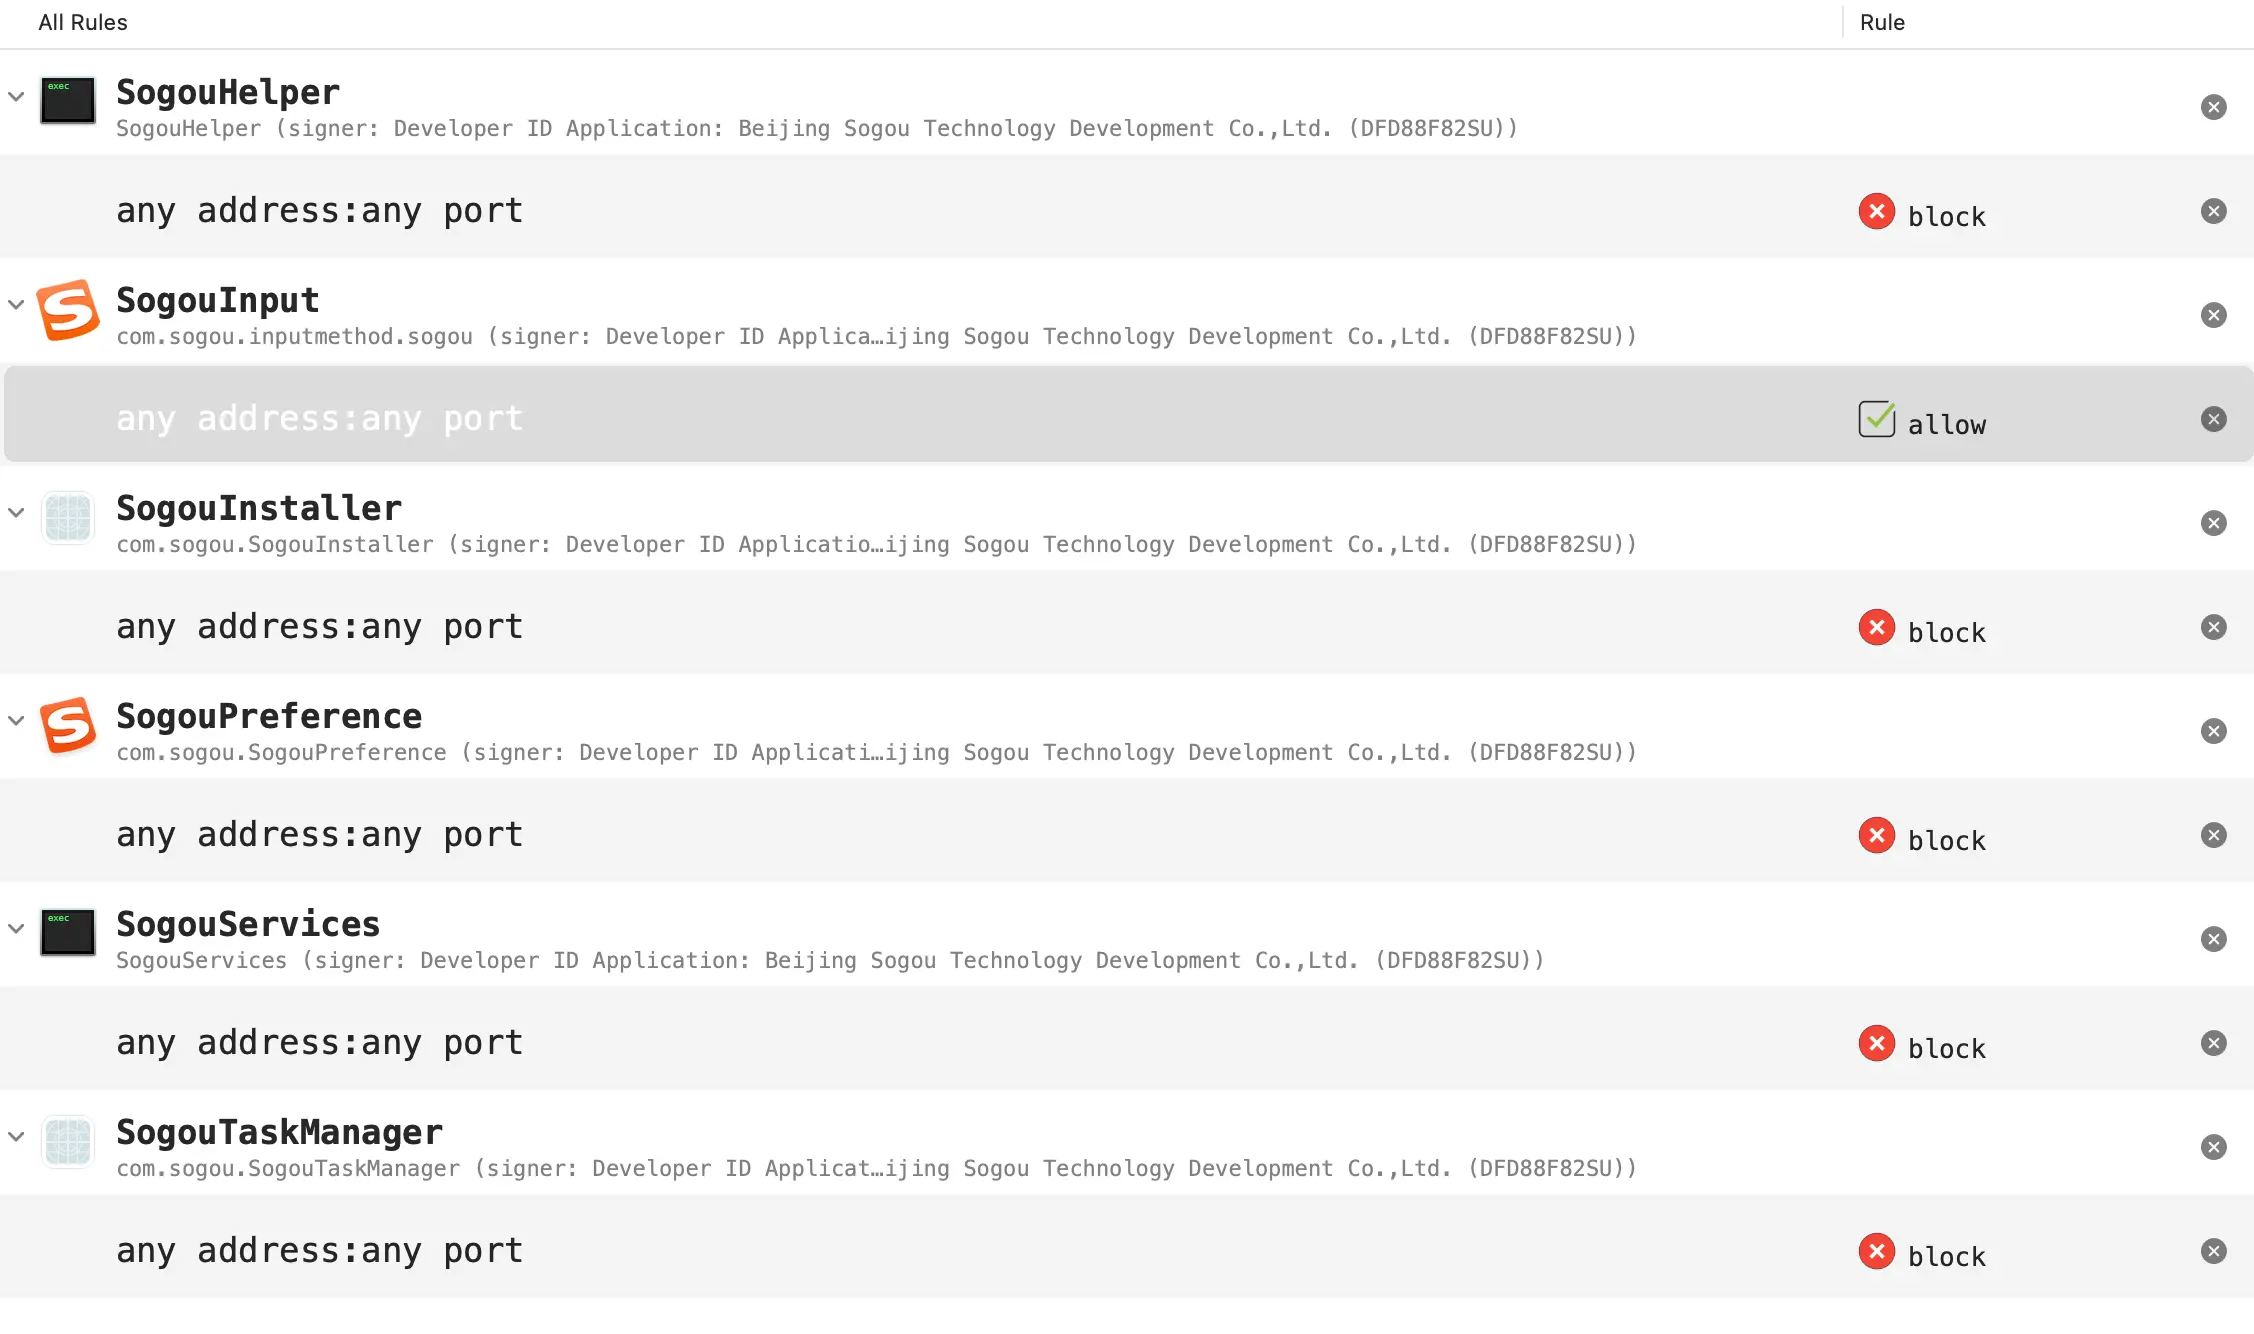 All Rules
Rule
exec
SogouHelper
SogouHelper (signer: Developer ID Application: Beijing Sogou Technology Development Co.,Ltd. (DFD88F82SU))
any address:any port
block
SogouInput
com.sogou.inputmethod.sogou (signer: Developer ID Applica…ijing Sogou Technology Development Co.,Ltd. (DFD88F82SU))
any address:any port
allow
SogouInstaller
com.sogou.SogouInstaller (signer: Developer ID Applicatio…ijing Sogou Technology Development Co.,Ltd. (DFD88F82SU))
any address:any port
block
SogouPreference
com.sogou.SogouPreference (signer: Developer ID Applicati…ijing Sogou Technology Development Co.,Ltd. (DFD88F82SU))
any address:any port
block
exec
SogouServices
SogouServices (signer: Developer ID Application: Beijing Sogou Technology Development Co.,Ltd. (DFD88F82SU))
any address:any port
block
SogouTaskManager
com.sogou.SogouTaskManager (signer: Developer ID Applicat…ijing Sogou Technology Development Co.,Ltd. (DFD88F82SU))
any address:any port
block